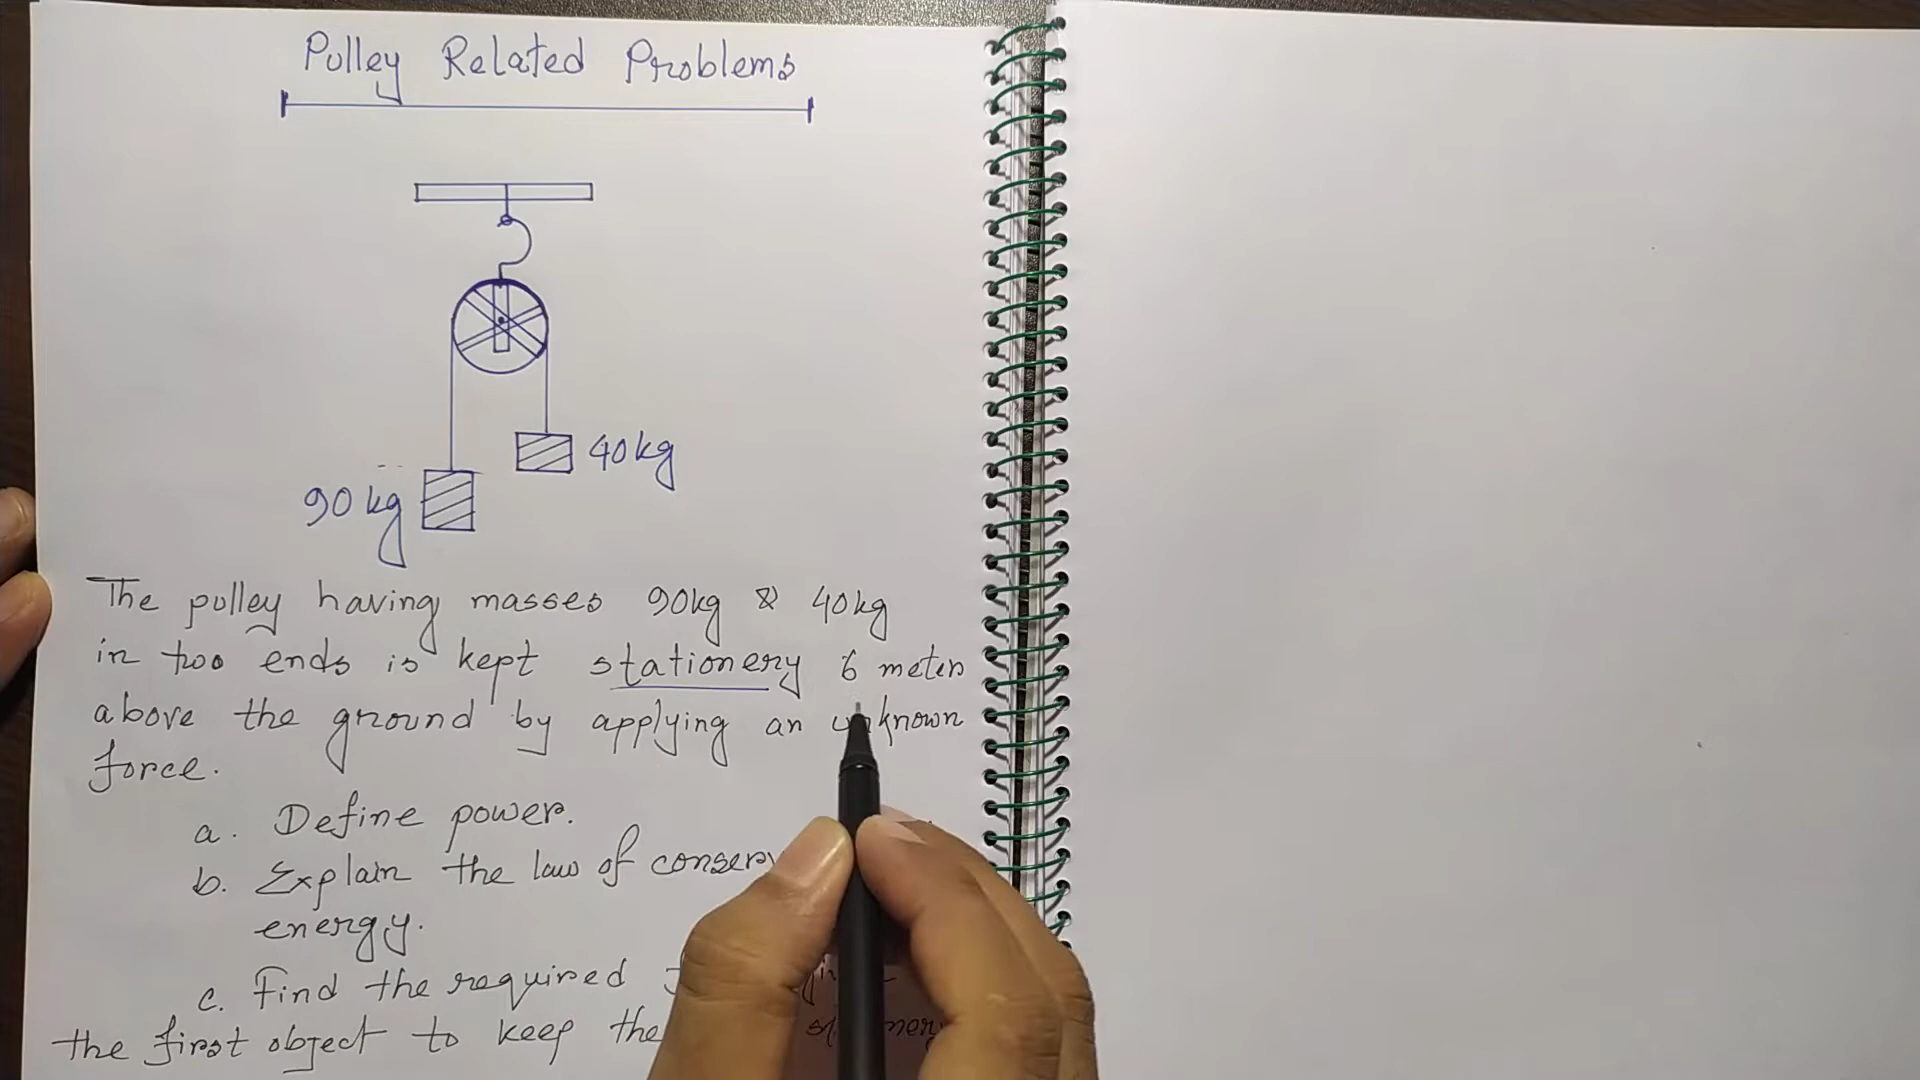 Pulley Related Problems
40kg
90 kg
The pulley having masses 90kg & 40kg
in two ends is kept stationery 6 meter
above the ground by applying an unknown
force.
a. Define power.
b. Explain the law of
energy.
c. Find the required
the first object to keep the